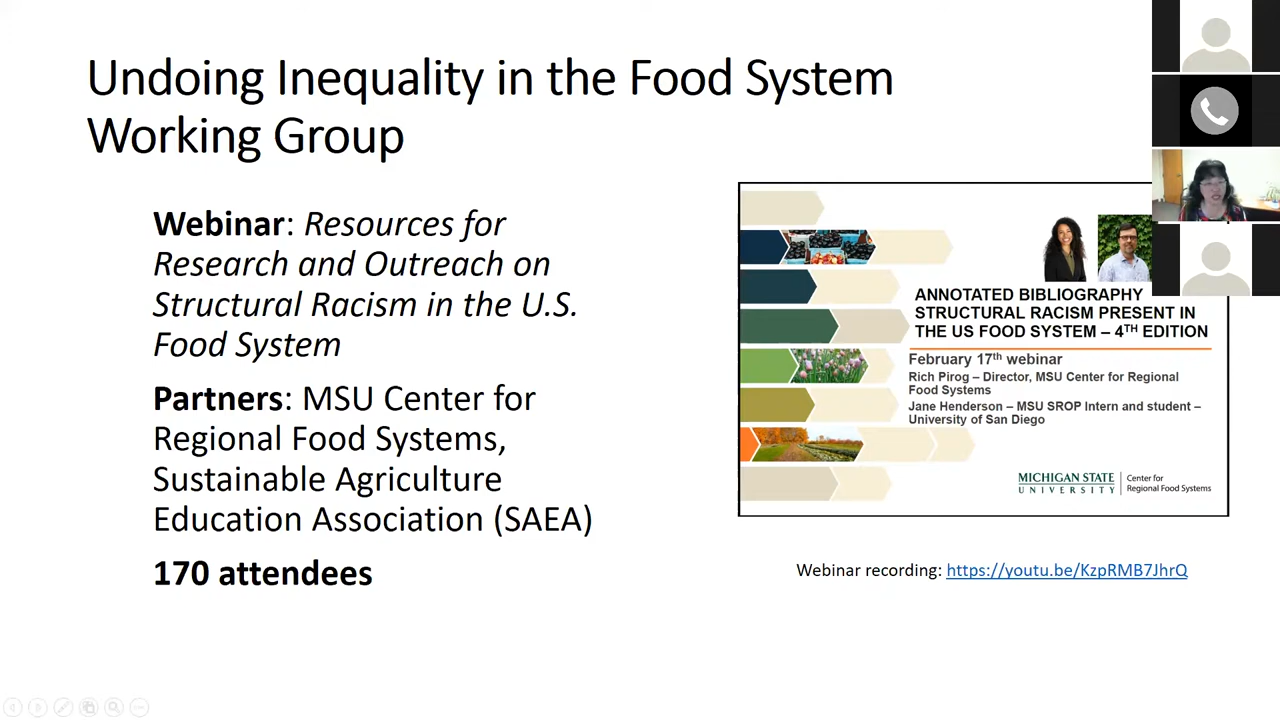 Undoing Inequality in the Food System
Working Group
Webinar: Resources for
Research and Outreach on
Structural Racism in the U.S.
Food System
Partners: MSU Center for
Regional Food Systems,
Sustainable Agriculture
Education Association (SAEA)
170 attendees
ANNOTATED BIBLIOGRAPHY
STRUCTURAL RACISM PRESENT IN
THE US FOOD SYSTEM – 4TH EDITION
February 17th webinar
Rich Pirog – Director, MSU Center for Regional
Food Systems
Jane Henderson – MSU SROP Intern and student –
University of San Diego
MICHIGAN STATE
UNIVERSITY
Center for
Regional Food Systems
Webinar recording: https://youtu.be/KzpRMB7JhrQ